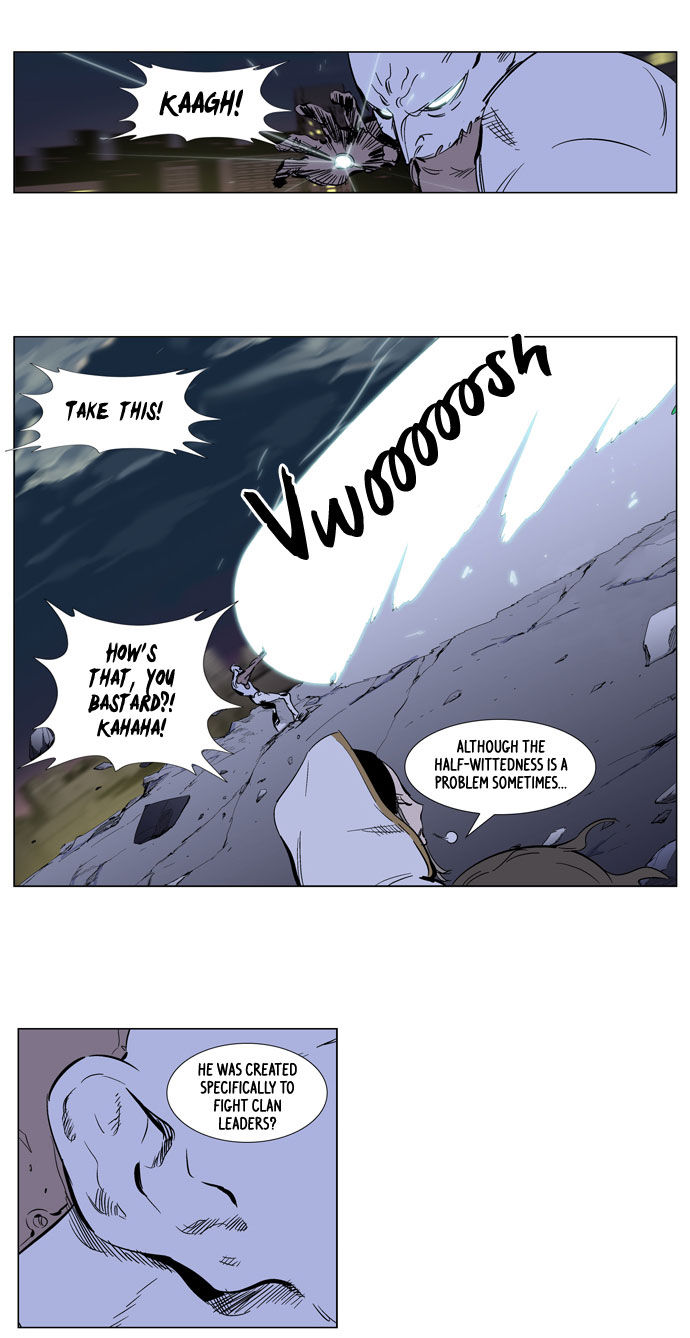 KAAGH!
TAKE THIS!
VWOOOOOSH
HOW'S
THAT, YOU
BASTARD?!
KAHAHA!
ALTHOUGH THE
HALF-WITTEDNESS IS A
PROBLEM SOMETIMES...
HE WAS CREATED
SPECIFICALLY TO
FIGHT CLAN
LEADERS?